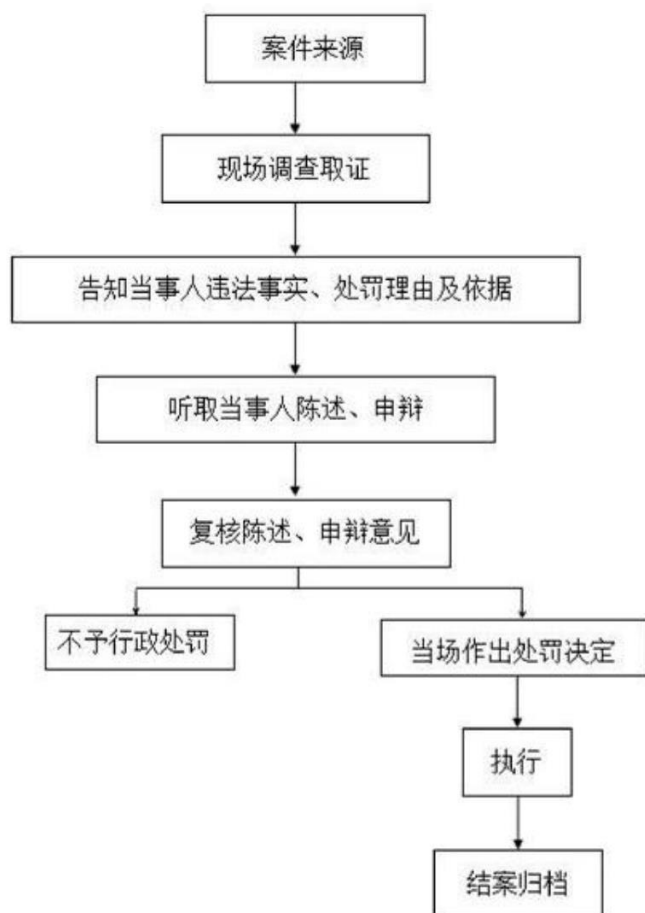 案件来源
现场调查取证
告知当事人违法事实、处罚理由及依据
听取当事人陈述、申辩
复核陈述、申辩意见
不予行政处罚
当场作出处罚决定
执行
结案归档